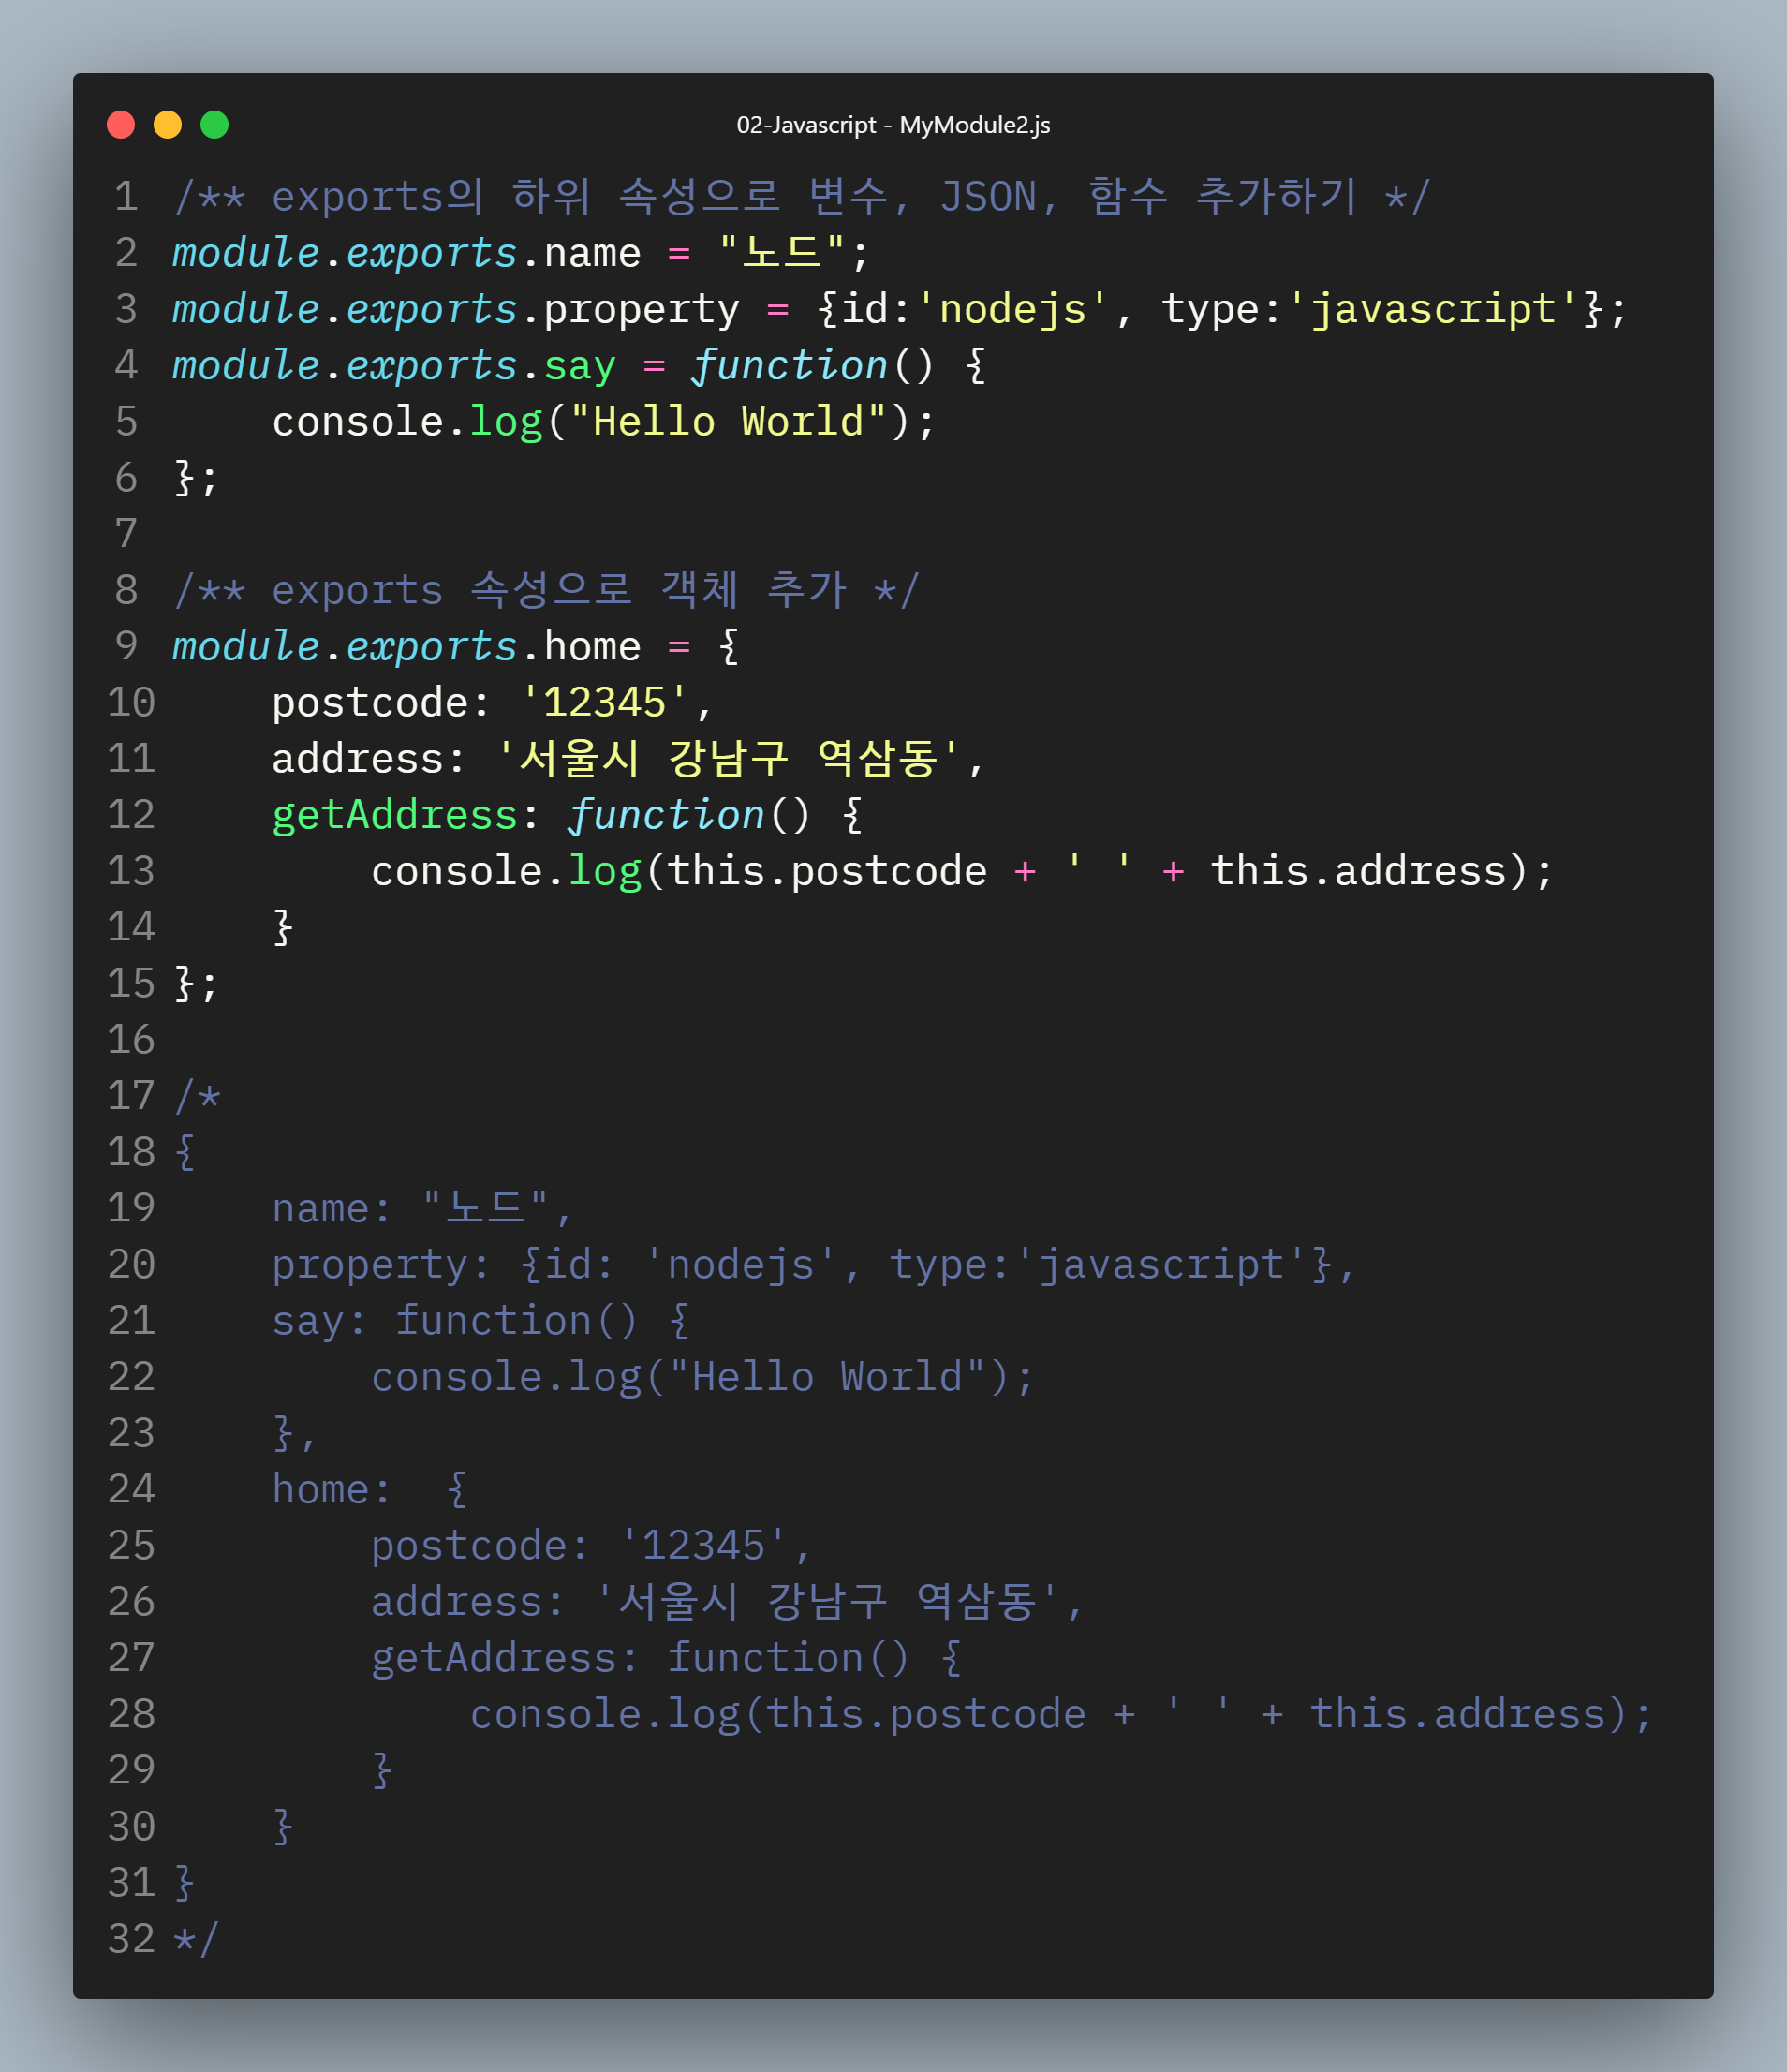 02-Javascript - MyModule2.js
1 /** exports의 하위 속성으로 변수, JSON, 함수 추가하기 */
2 module.exports.name = "노드";
3 module.exports.property = {id:'nodejs', type:'javascript'};
4 module.exports.say = function() {
5     console.log("Hello World");
6 };
7
8 /** exports 속성으로 객체 추가 */
9 module.exports.home = {
10     postcode: '12345',
11     address: '서울시 강남구 역삼동',
12     getAddress: function() {
13         console.log(this.postcode + ' ' + this.address);
14     }
15 };
16
17 /*
18 {
19     name: "노드",
20     property: {id: 'nodejs', type:'javascript'},
21     say: function() {
22         console.log("Hello World");
23     },
24     home:  {
25         postcode: '12345',
26         address: '서울시 강남구 역삼동',
27         getAddress: function() {
28             console.log(this.postcode + ' ' + this.address);
29         }
30     }
31 }
32 */